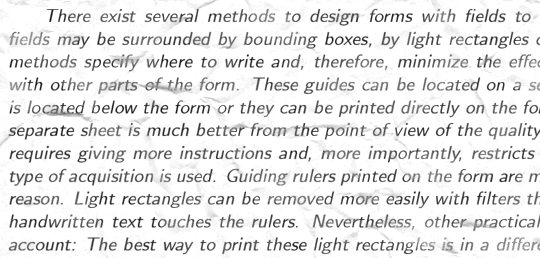 There exist several methods to design forms with fields to
fields may be surrounded by bounding boxes, by light rectangles
methods specify where to write and, therefore, minimize the
with other parts of the form. These guides can be located on a
is located below the form or they can be printed directly on the
separate sheet is much better from the point of view of the quality
requires giving more instructions and, more importantly, restricts
type of acquisition is used. Guiding rulers printed on the form are
reason. Light rectangles can be removed more easily with filters
handwritten text touches the rulers. Nevertheless, other practical
account: The best way to print these light rectangles is in a